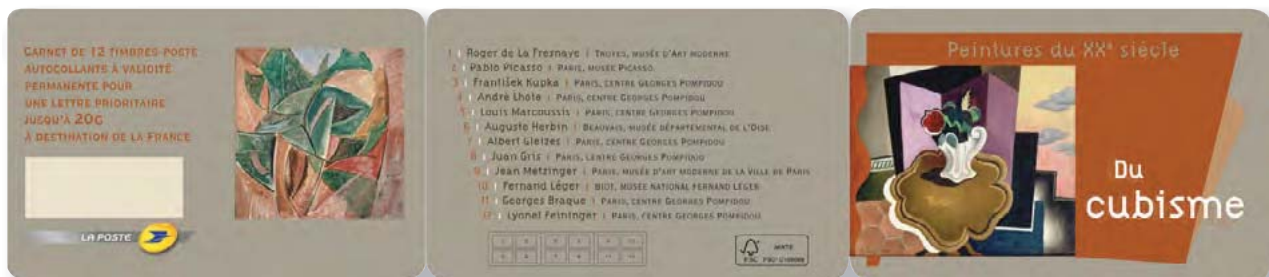 CARNET DE 12 TIMBRES-POSTE
AUTOCOLLANTS À VALIDITÉ
PERMANENTE POUR
UNE LETTRE PRIORITAIRE
JUSQU'À 20G
À DESTINATION DE LA FRANCE
LA POSTE
1 | Roger de La Fresnaye | TROYES, MUSÉE D'ART MODERNE
2 | Pablo Picasso | PARIS, MUSÉE PICASSO
3 | František Kupka | PARIS, CENTRE GEORGES POMPIDOU
4 | André Lhote | PARIS, CENTRE GEORGES POMPIDOU
5 | Louis Marcoussis | PARIS, CENTRE GEORGES POMPIDOU
6 | Auguste Herbin | BEAUVAIS, MUSÉE DÉPARTEMENTAL DE L'OISE
7 | Albert Gleizes | PARIS, CENTRE GEORGES POMPIDOU
8 | Juan Gris | PARIS, CENTRE GEORGES POMPIDOU
9 | Jean Metzinger | PARIS, MUSÉE D'ART MODERNE DE LA VILLE DE PARIS
10 | Fernand Léger | BIOT, MUSÉE NATIONAL FERNAND LÉGER
11 | Georges Braque | PARIS, CENTRE GEORGES POMPIDOU
12 | Lyonel Feininger | PARIS, CENTRE GEORGES POMPIDOU
FSC
MIXTE
Peintures du XXe siècle
Du
cubisme